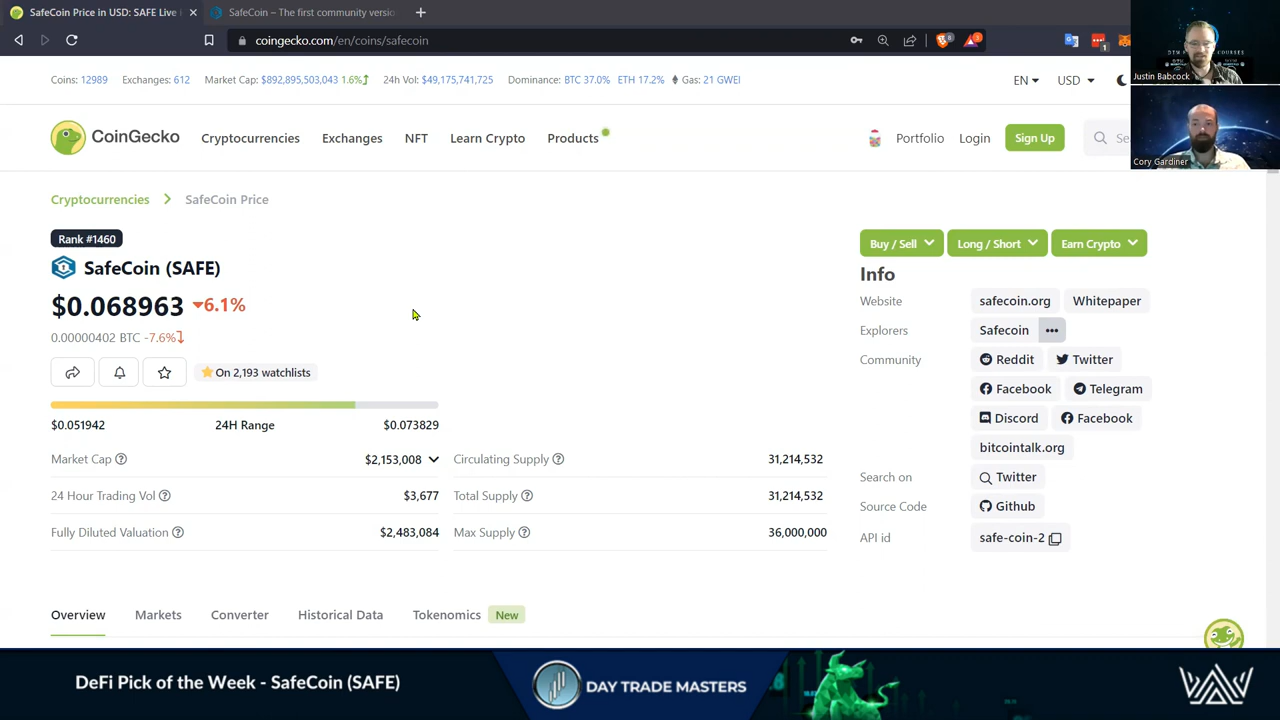 SafeCoin Price in USD: SAFE Live
SafeCoin – The first community versio
coingecko.com/en/coins/safecoin
Justin Babcock
Coins: 12989 Exchanges: 612 Market Cap: $892,895,503,043 1.6% 24h Vol: $49,175,741,725 Dominance: BTC 37.0% ETH 17.2% Gas: 21 GWEI
EN USD
CoinGecko Cryptocurrencies Exchanges NFT Learn Crypto Products
Portfolio Login Sign Up Se
Cory Gardiner
Cryptocurrencies > SafeCoin Price
Rank #1460
SafeCoin (SAFE)
$0.068963 6.1%
0.00000402 BTC -7.6%
On 2,193 watchlists
$0.051942 24H Range $0.073829
Market Cap $2,153,008
Circulating Supply 31,214,532
24 Hour Trading Vol $3,677
Total Supply 31,214,532
Fully Diluted Valuation $2,483,084
Max Supply 36,000,000
Buy / Sell Long / Short Earn Crypto
Info
Website safecoin.org Whitepaper
Explorers Safecoin •••
Community Reddit Twitter
Facebook Telegram
Discord Facebook
bitcointalk.org
Search on Twitter
Source Code Github
API id safe-coin-2
Overview Markets Converter Historical Data Tokenomics New
DeFi Pick of the Week - SafeCoin (SAFE)
DAY TRADE MASTERS